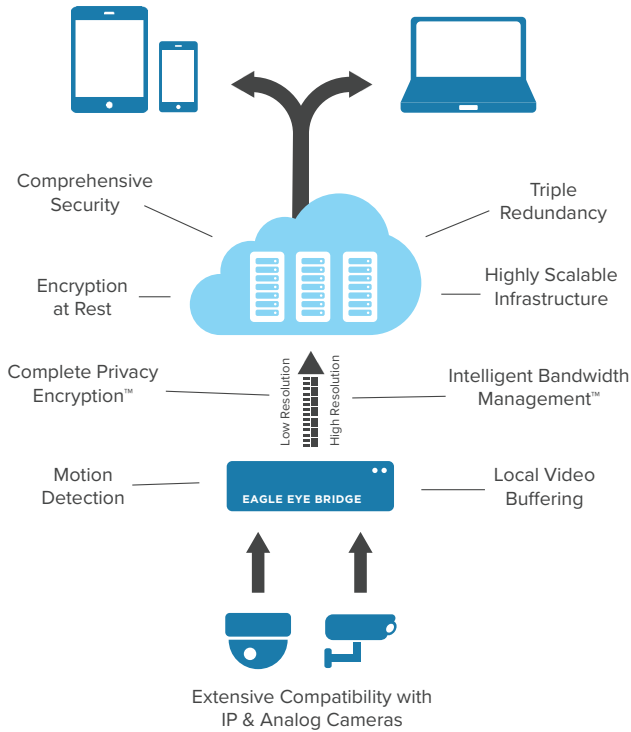 Comprehensive
Security
Triple
Redundancy
Encryption
at Rest
Highly Scalable
Infrastructure
Complete Privacy
Encryption™
Low Resolution
High Resolution
Intelligent Bandwidth
Management™
Motion
Detection
EAGLE EYE BRIDGE
Local Video
Buffering
Extensive Compatibility with
IP & Analog Cameras